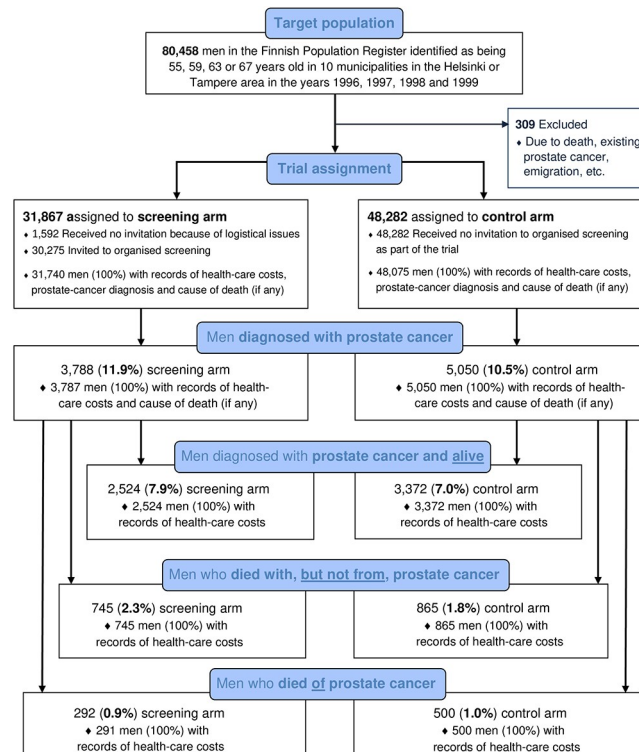 Target population
80,458 men in the Finnish Population Register identified as being
55, 59, 63 or 67 years old in 10 municipalities in the Helsinki or
Tampere area in the years 1996, 1997, 1998 and 1999
309 Excluded
♦ Due to death, existing
prostate cancer,
emigration, etc.
Trial assignment
31,867 assigned to screening arm
♦ 1,592 Received no invitation because of logistical issues
♦ 30,275 Invited to organised screening
♦ 31,740 men (100%) with records of health-care costs,
prostate-cancer diagnosis and cause of death (if any)
48,282 assigned to control arm
♦ 48,282 Received no invitation to organised screening
as part of the trial
♦ 48,075 men (100%) with records of health-care costs,
prostate-cancer diagnosis and cause of death (if any)
Men diagnosed with prostate cancer
3,788 (11.9%) screening arm
♦ 3,787 men (100%) with records of health-
care costs and cause of death (if any)
5,050 (10.5%) control arm
♦ 5,050 men (100%) with records of health-
care costs and cause of death (if any)
Men diagnosed with prostate cancer and alive
2,524 (7.9%) screening arm
♦ 2,524 men (100%) with
records of health-care costs
3,372 (7.0%) control arm
♦ 3,372 men (100%) with
records of health-care costs
Men who died with, but not from, prostate cancer
745 (2.3%) screening arm
♦ 745 men (100%) with
records of health-care costs
865 (1.8%) control arm
♦ 865 men (100%) with
records of health-care costs
Men who died of prostate cancer
292 (0.9%) screening arm
♦ 291 men (100%) with
records of health-care costs
500 (1.0%) control arm
♦ 500 men (100%) with
records of health-care costs